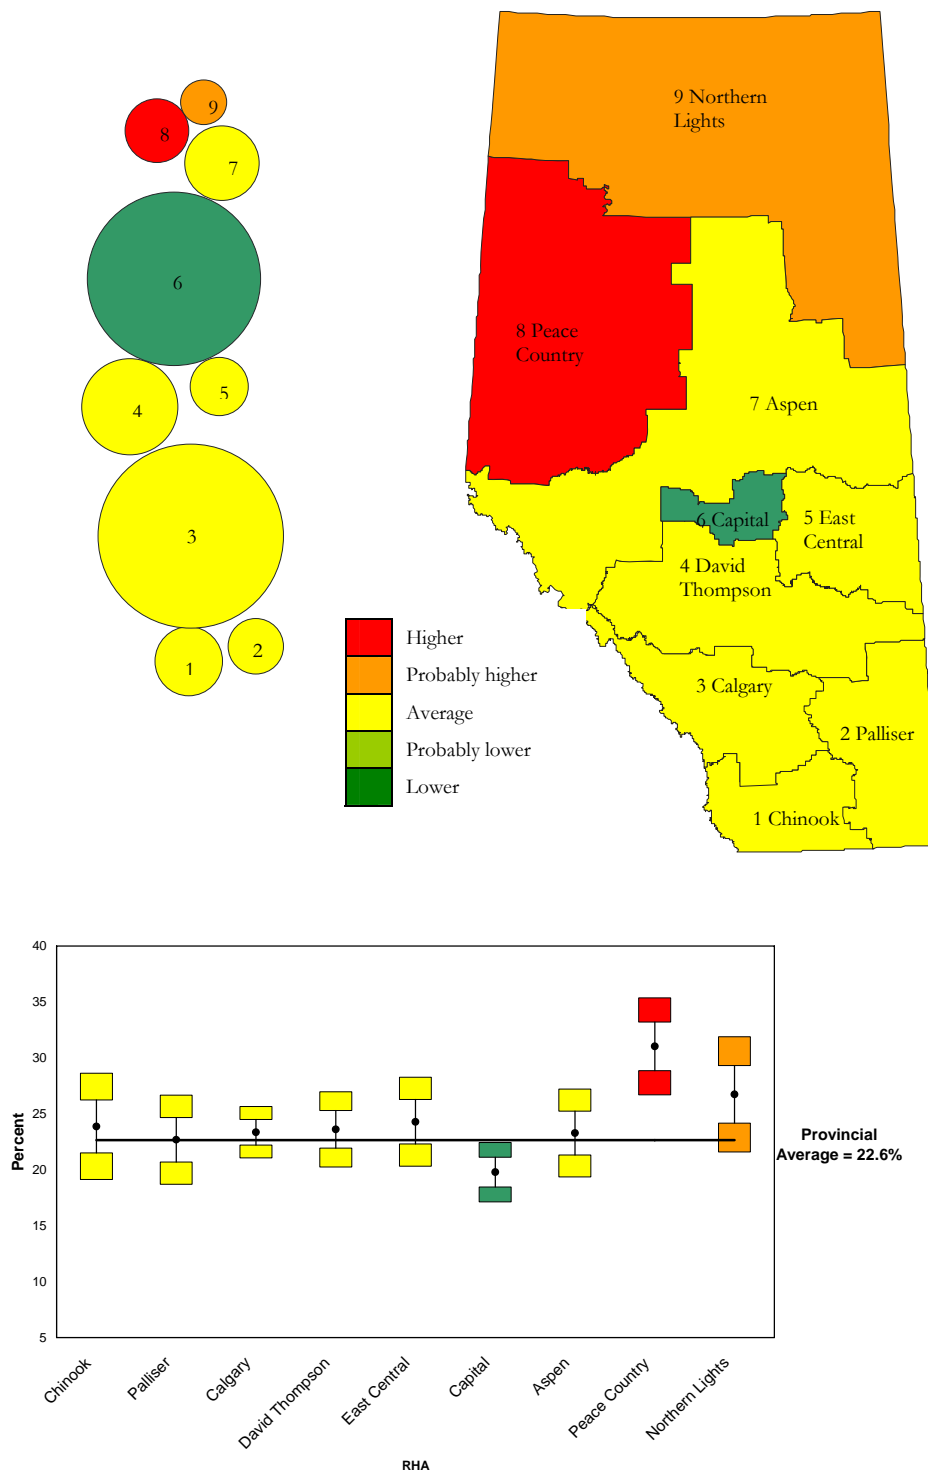 9
8
7
6
5
4
3
2
1
9 Northern
Lights
8 Peace
Country
7 Aspen
6 Capital
5 East
Central
4 David
Thompson
3 Calgary
2 Palliser
1 Chinook
Higher
Probably higher
Average
Probably lower
Lower
40
35
30
25
20
15
10
5
Percent
Provincial
Average = 22.6%
Chinook
Palliser
Calgary
David Thompson
East Central
Capital
Aspen
Peace Country
Northern Lights
RHA